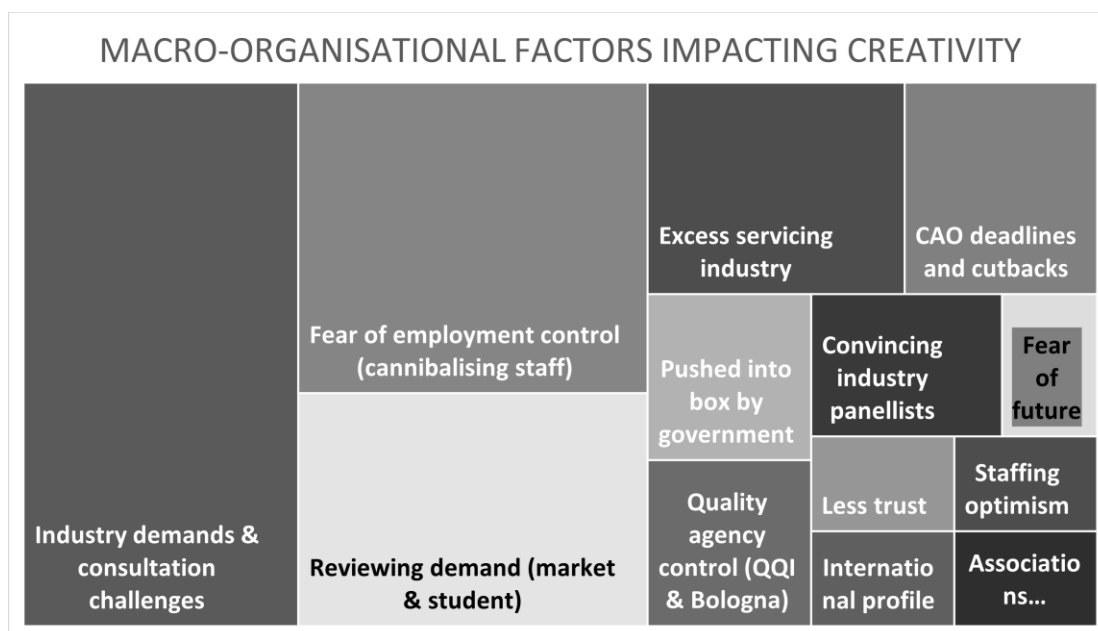 MACRO-ORGANISATIONAL FACTORS IMPACTING CREATIVITY
Industry demands &
consultation
challenges
Fear of employment control
(cannibalising staff)
Reviewing demand (market
& student)
Excess servicing
industry
CAO deadlines
and cutbacks
Pushed into
box by
government
Convincing
industry
panellists
Fear
of
future
Quality
agency
control (QQI
& Bologna)
Less trust
Staffing
optimism
Internatio
nal profile
Associatio
ns...